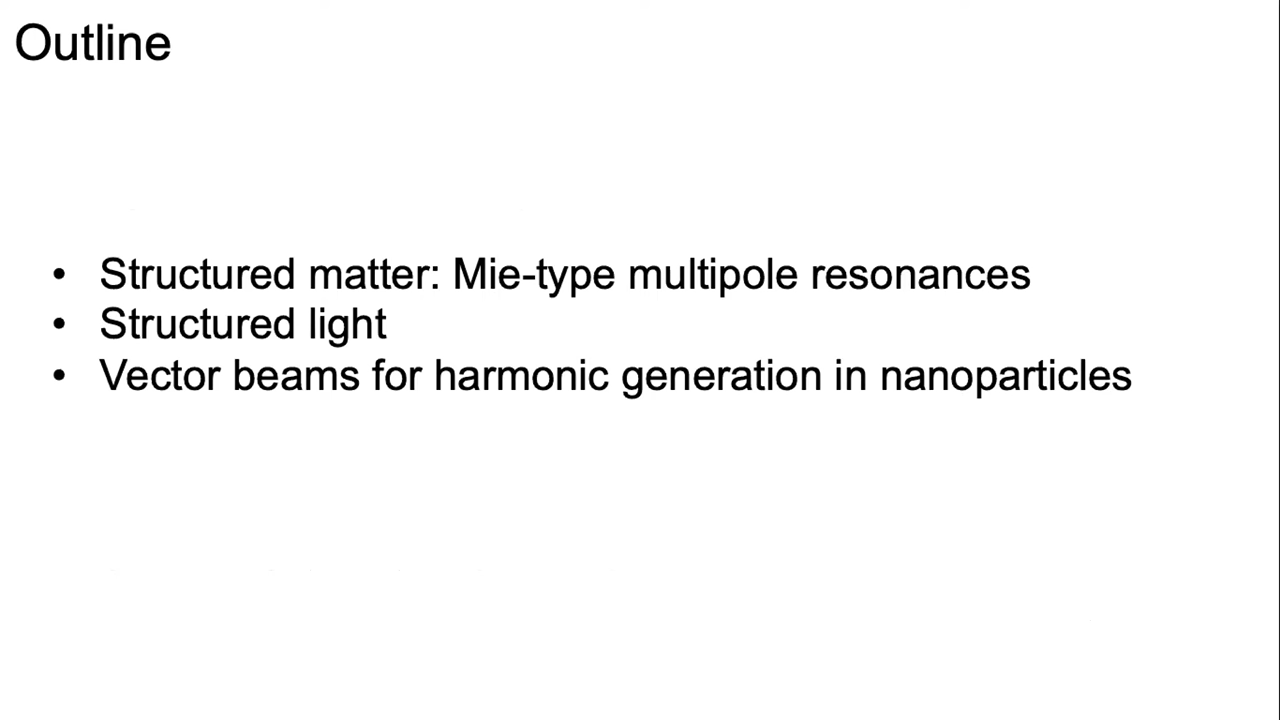 Outline
• Structured matter: Mie-type multipole resonances
• Structured light
• Vector beams for harmonic generation in nanoparticles